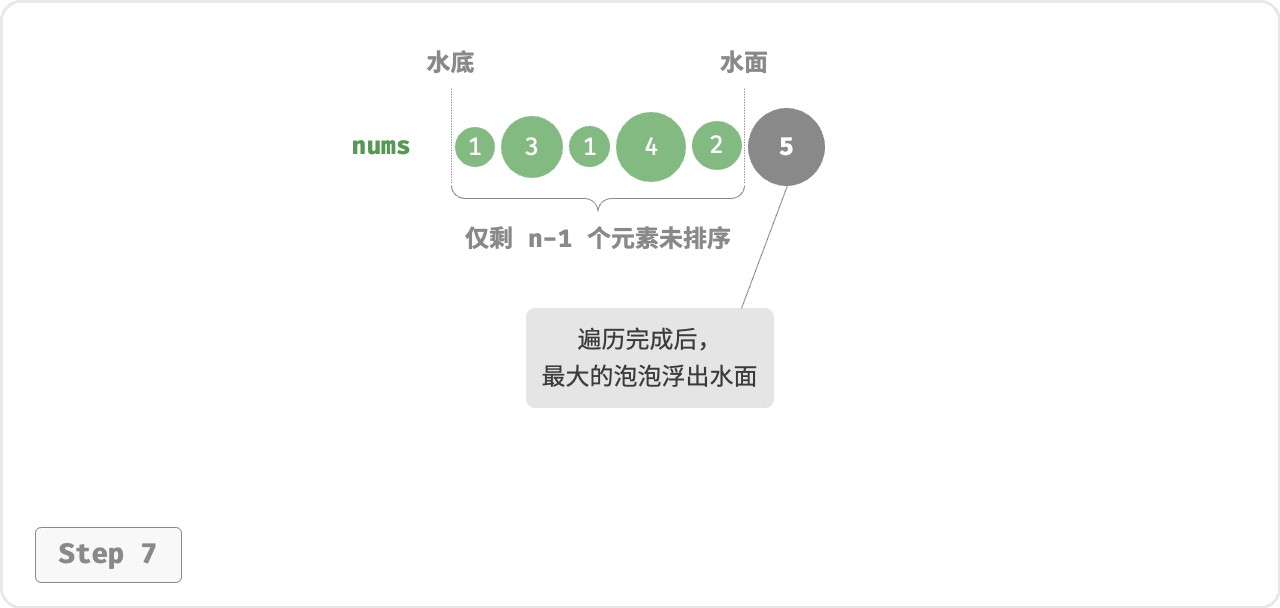 水底 水面
nums 1 3 1 4 2 5
仅剩 n-1 个元素未排序
遍历完成后，
最大的泡泡浮出水面
Step 7